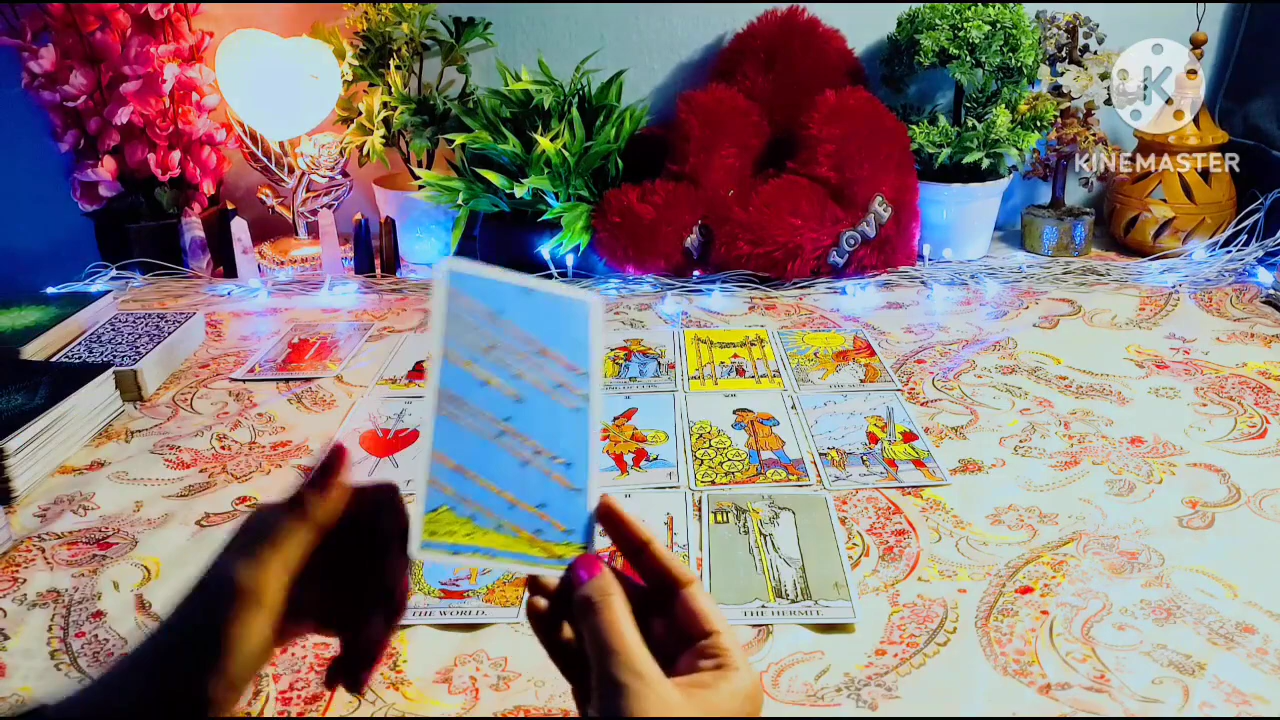 K
KINEMASTER
LOVE
THE SUN.
THE WORLD.
THE HERMIT.